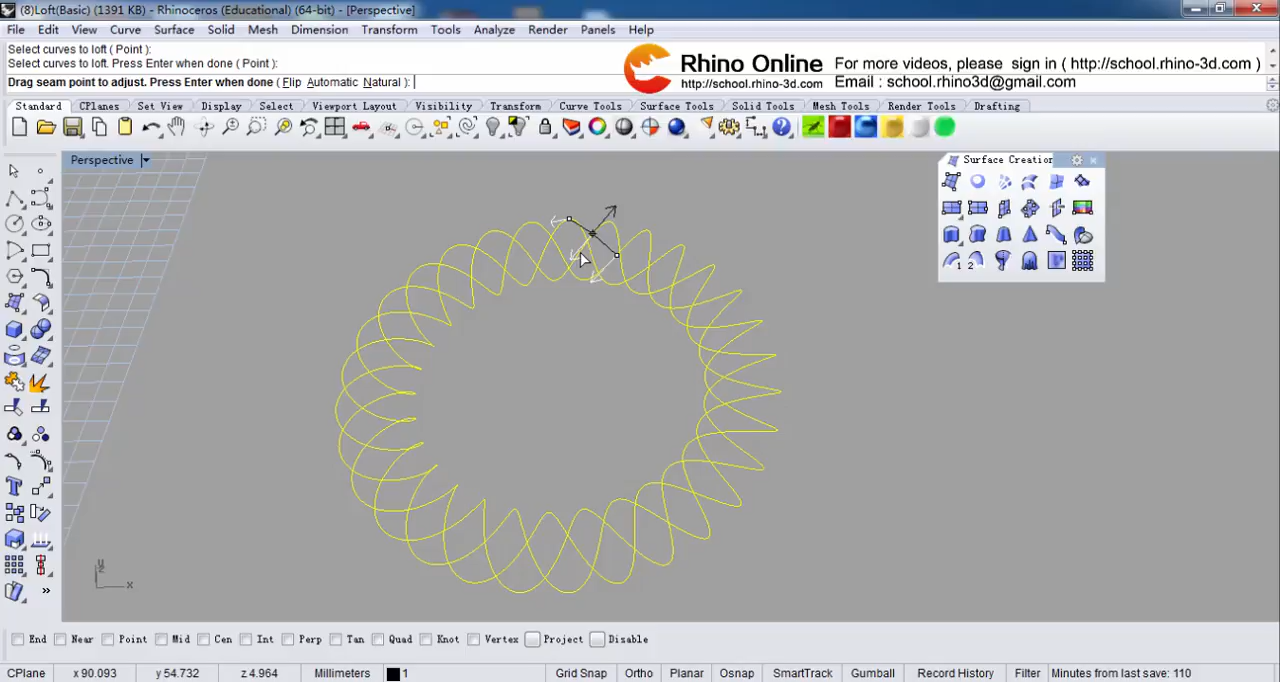 (8)Loft(Basic) (1391 KB) - Rhinoceros (Educational) (64-bit) - [Perspective]
File Edit View Curve Surface Solid Mesh Dimension Transform Tools Analyze Render Panels Help
Select curves to loft ( Point ):
Select curves to loft. Press Enter when done ( Point ):
Drag seam point to adjust. Press Enter when done ( Flip Automatic Natural ):
Rhino Online
http://school.rhino-3d.com
For more videos, please sign in ( http://school.rhino-3d.com )
Email : school.rhino3d@gmail.com
Standard CPlanes Set View Display Select Viewport Layout Visibility Transform Curve Tools Surface Tools Solid Tools Mesh Tools Render Tools Drafting
Perspective
Surface Creation
1 2
T
y
x
End Near Point Mid Cen Int Perp Tan Quad Knot Vertex Project Disable
CPlane x 90.093 y 54.732 z 4.964 Millimeters 1 Grid Snap Ortho Planar Osnap SmartTrack Gumball Record History Filter Minutes from last save: 110